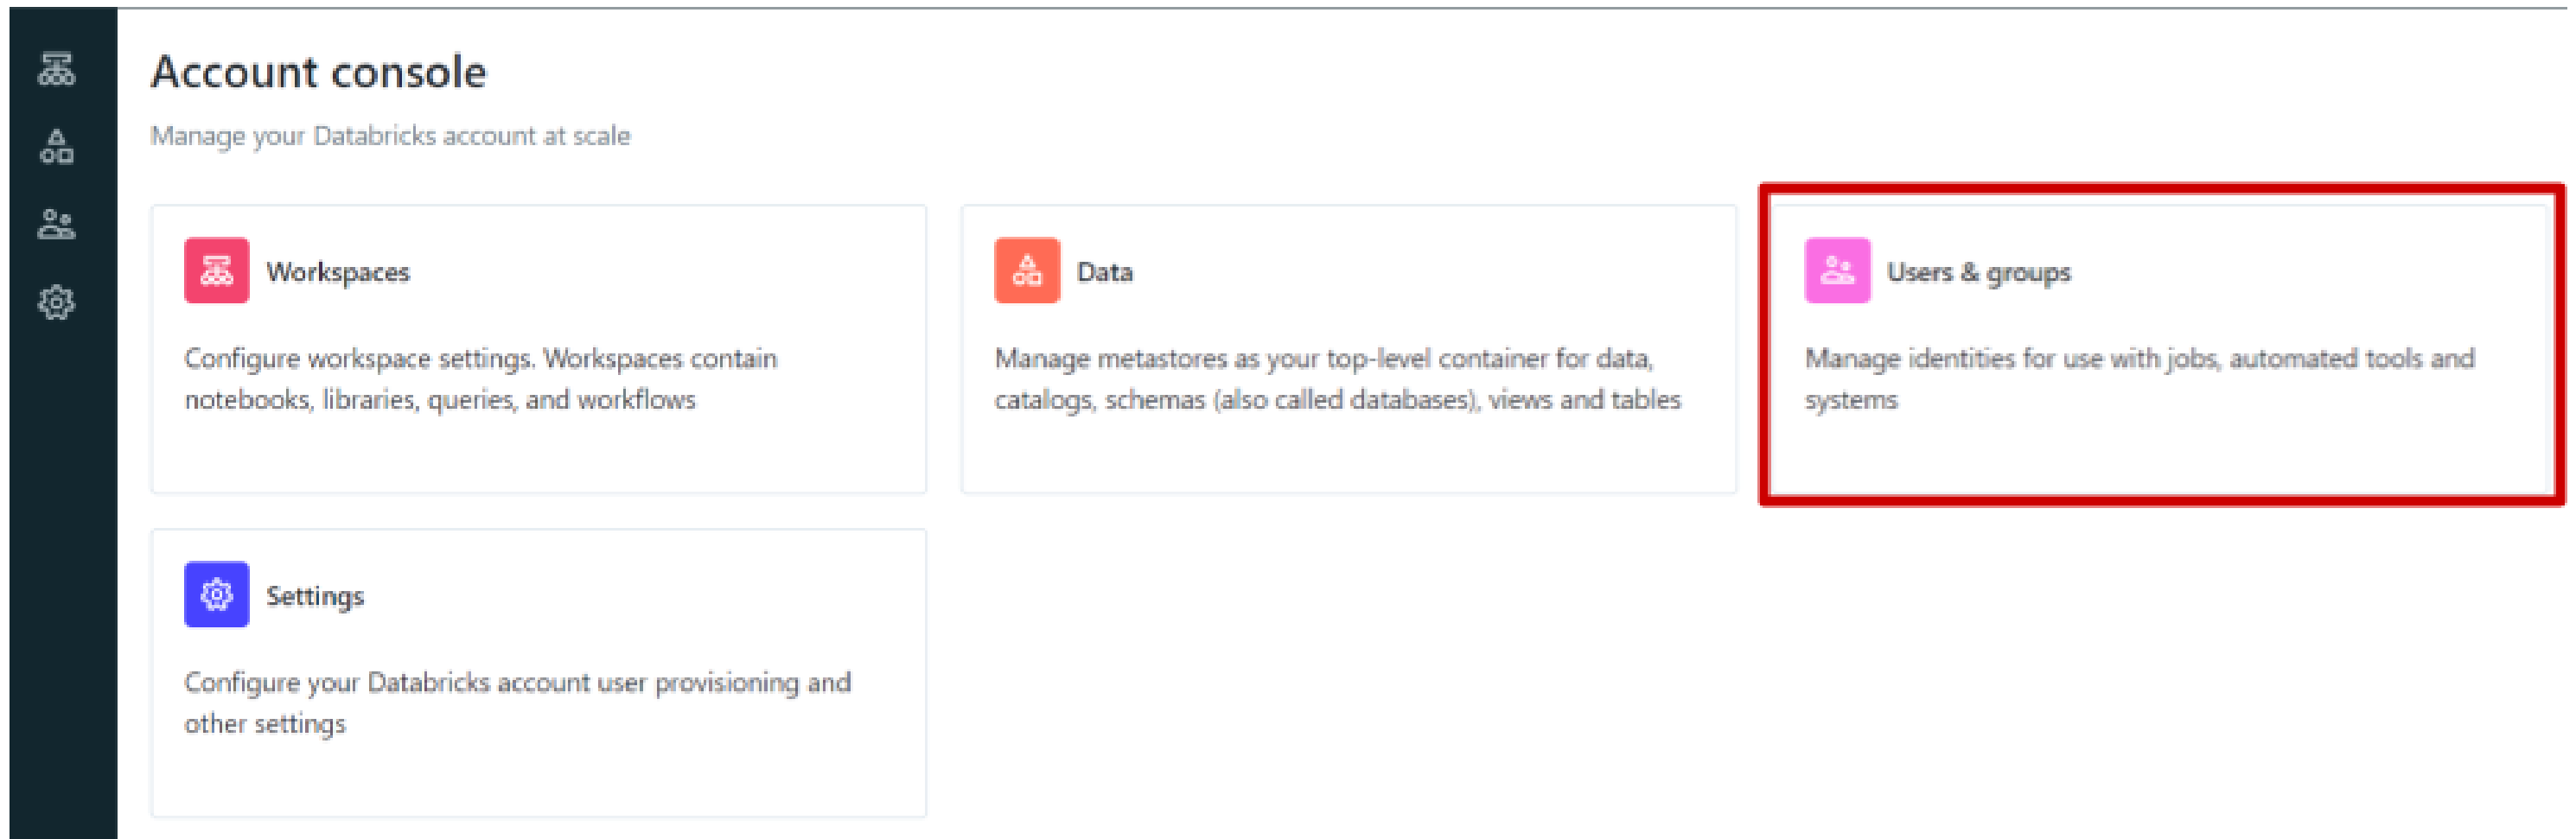 Account console
Manage your Databricks account at scale
Workspaces
Configure workspace settings. Workspaces contain
notebooks, libraries, queries, and workflows
Data
Manage metastores as your top-level container for data,
catalogs, schemas (also called databases), views and tables
Users & groups
Manage identities for use with jobs, automated tools and
systems
Settings
Configure your Databricks account user provisioning and
other settings